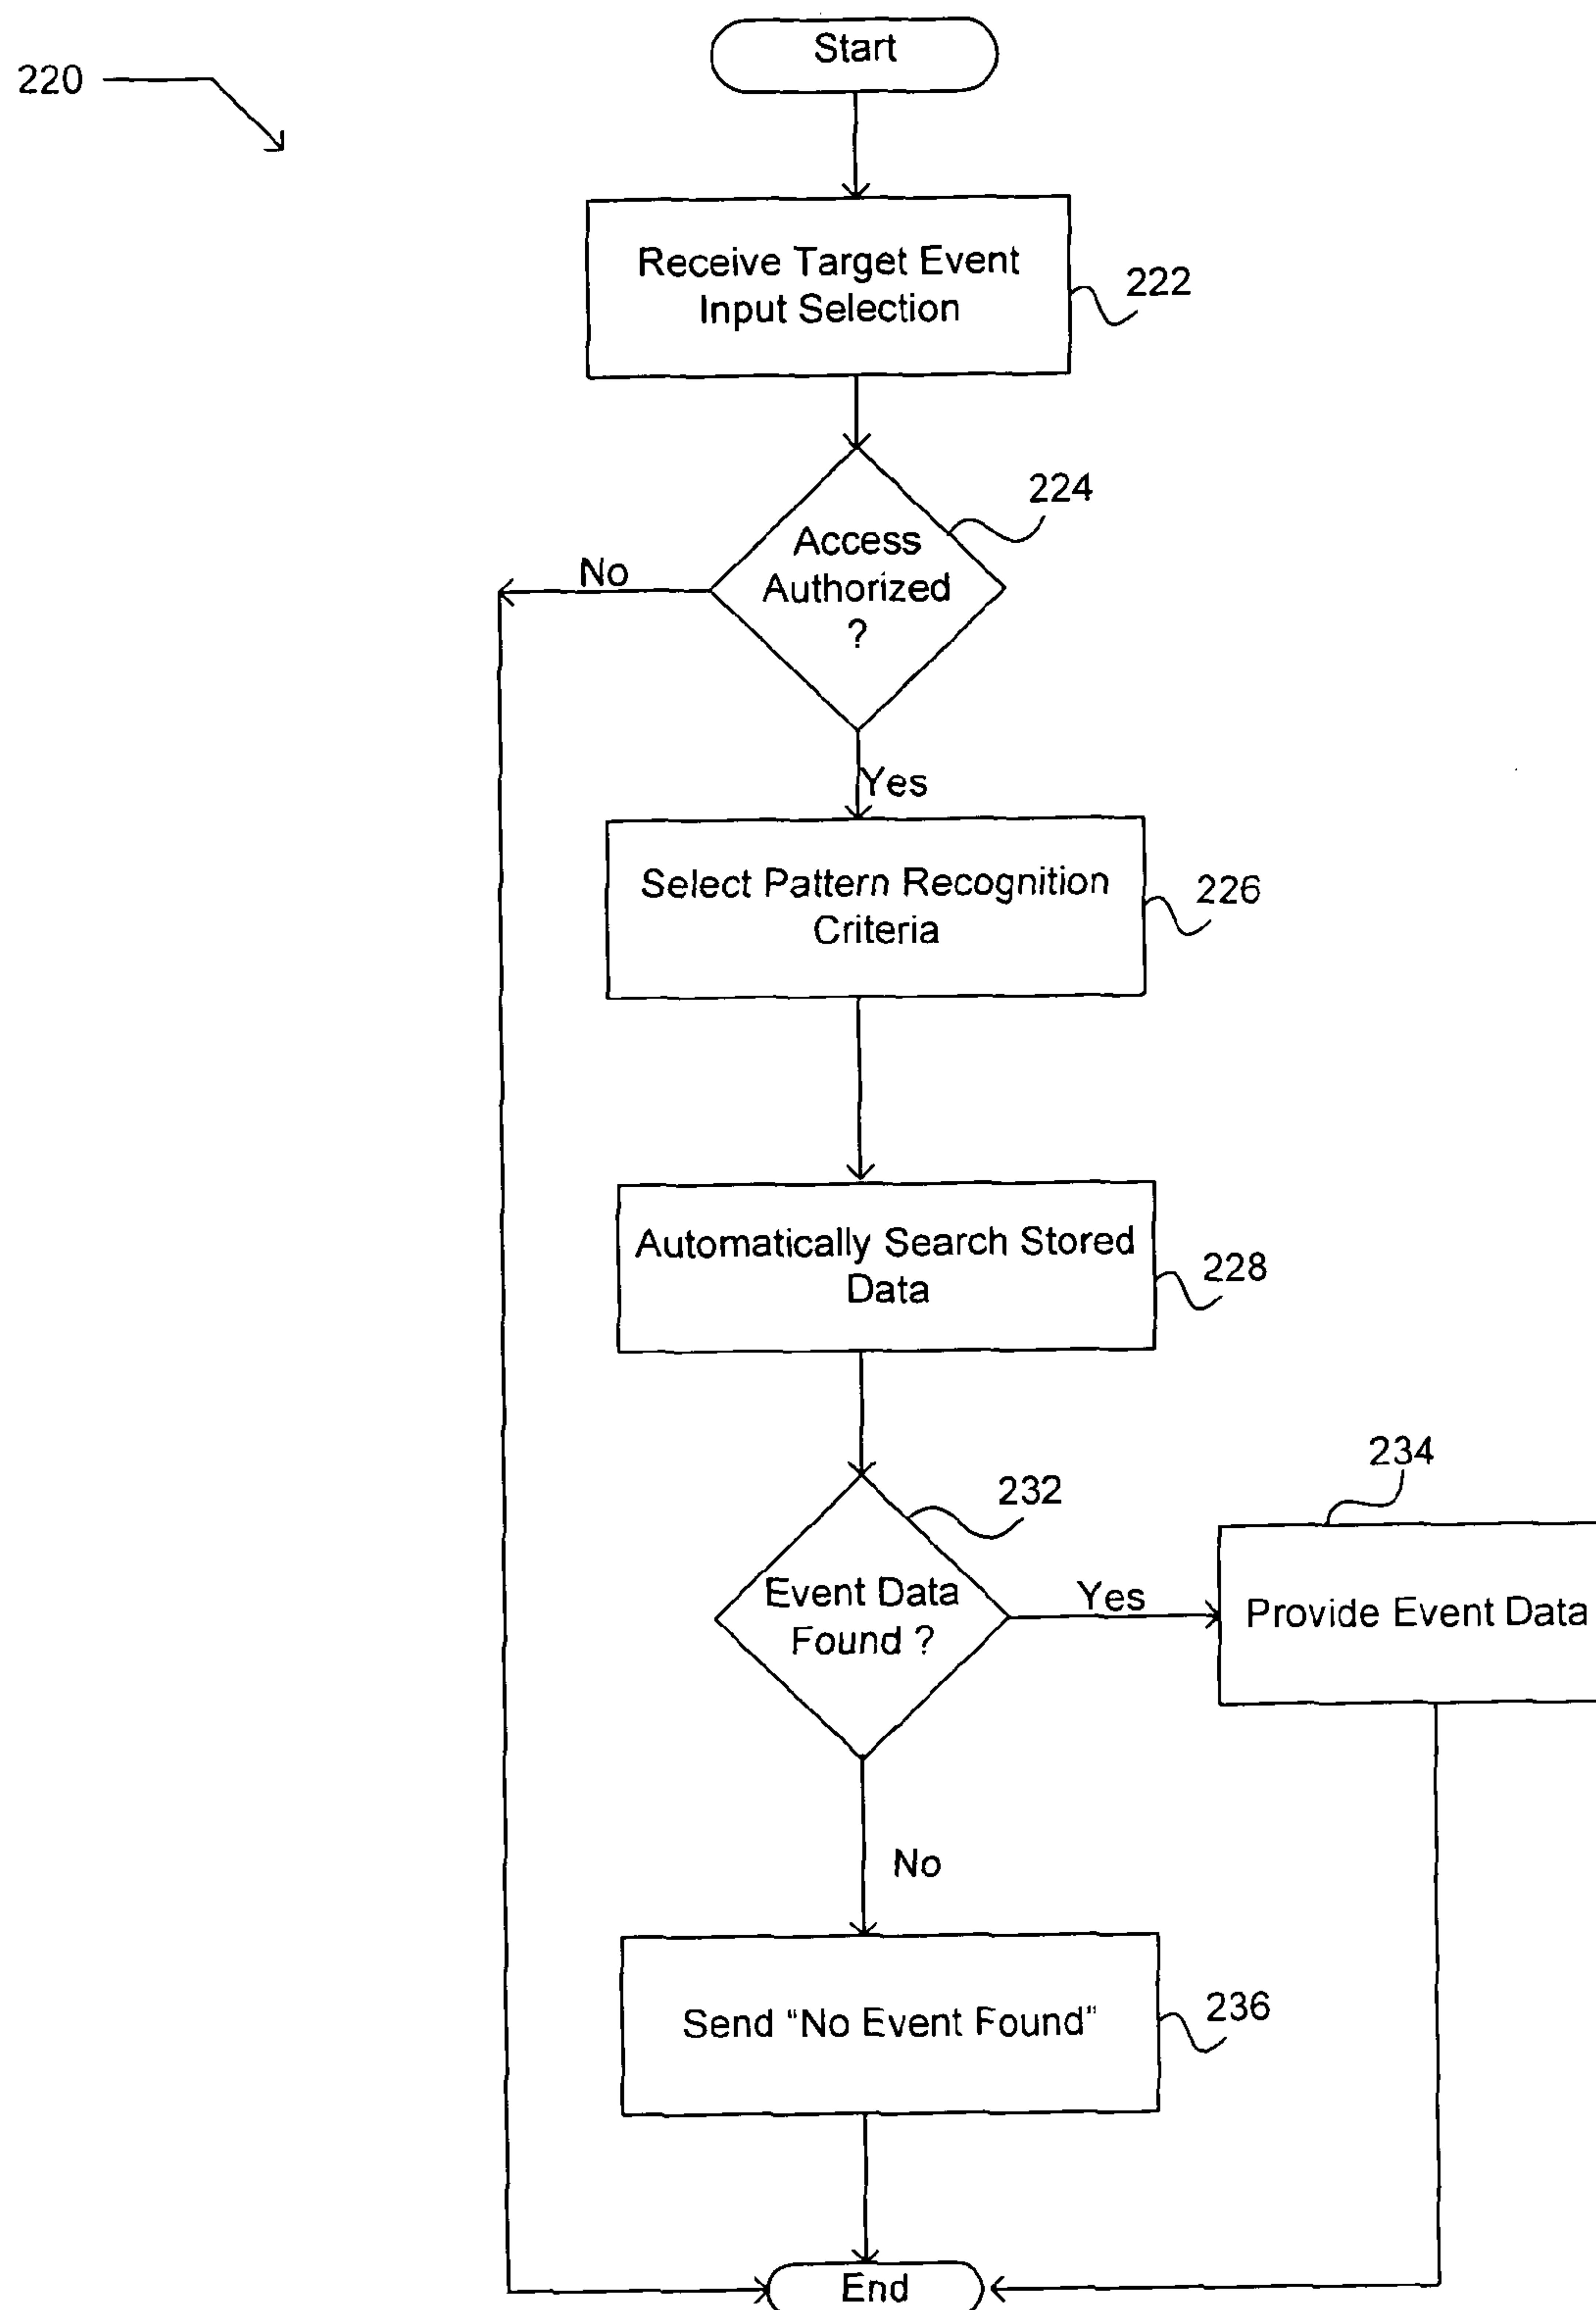 Start
220
Receive Target Event
Input Selection
222
224
Access
Authorized
?
No
Yes
Select Pattern Recognition
Criteria
226
Automatically Search Stored
Data
228
234
232
Event Data
Found ?
Yes
Provide Event Data
No
Send "No Event Found"
236
End